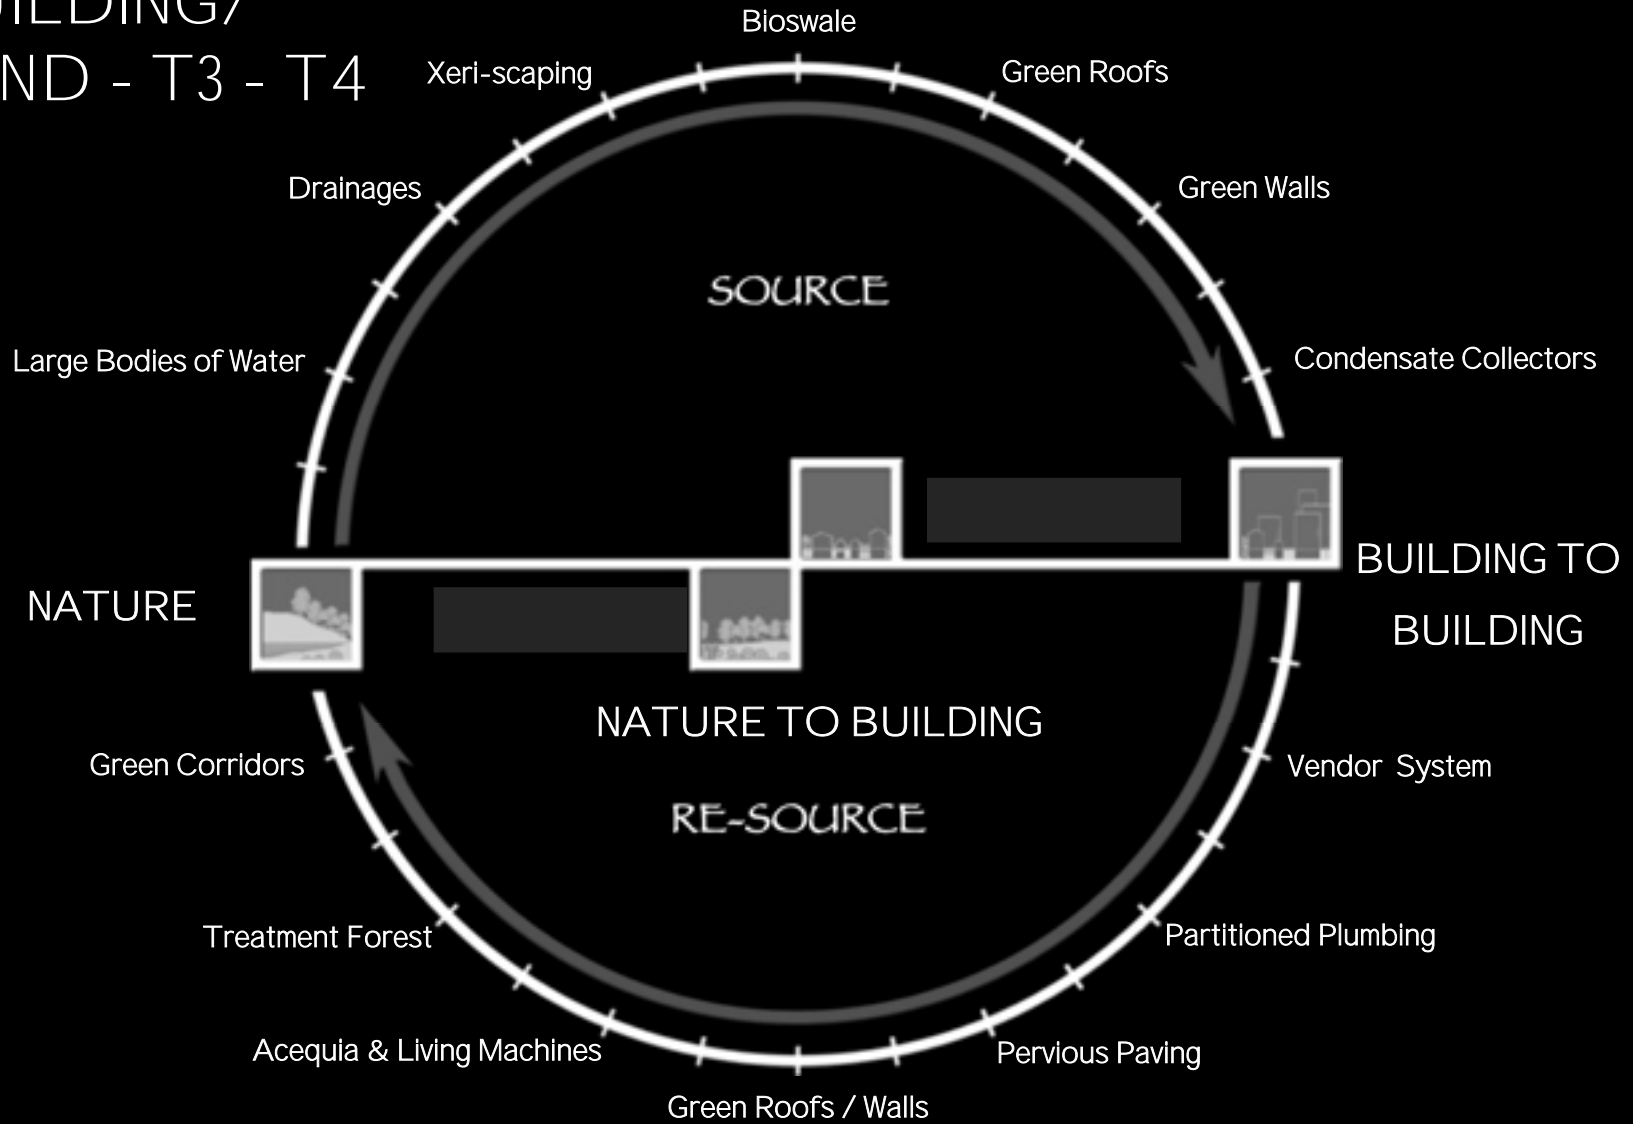 ND - T3 - T4
Bioswale
Xeri-scaping
Green Roofs
Drainages
Green Walls
SOURCE
Large Bodies of Water
Condensate Collectors
NATURE
BUILDING TO
BUILDING
NATURE TO BUILDING
Green Corridors
Vendor System
RE-SOURCE
Treatment Forest
Partitioned Plumbing
Acequia & Living Machines
Pervious Paving
Green Roofs / Walls